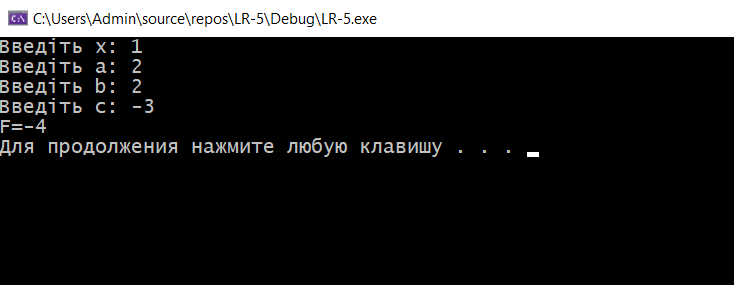 C:\Users\Admin\source\repos\LR-5\Debug\LR-5.exe
Введіть x: 1
Введіть a: 2
Введіть b: 2
Введіть c: -3
F=-4
Для продолжения нажмите любую клавишу . . .